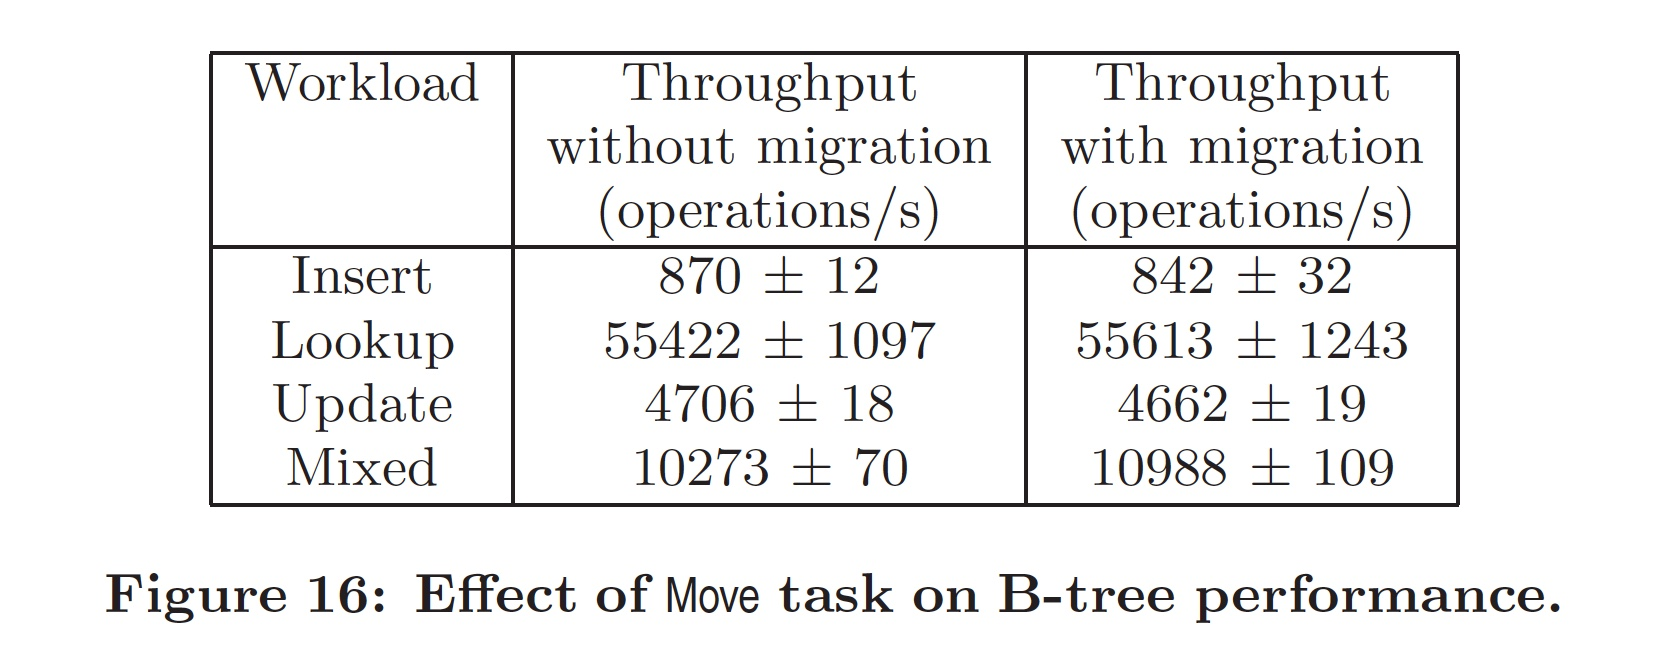 Workload Throughput Throughput
without migration with migration
(operations/s) (operations/s)
Insert 870 ± 12 842 ± 32
Lookup 55422 ± 1097 55613 ± 1243
Update 4706 ± 18 4662 ± 19
Mixed 10273 ± 70 10988 ± 109
Figure 16: Effect of Move task on B-tree performance.